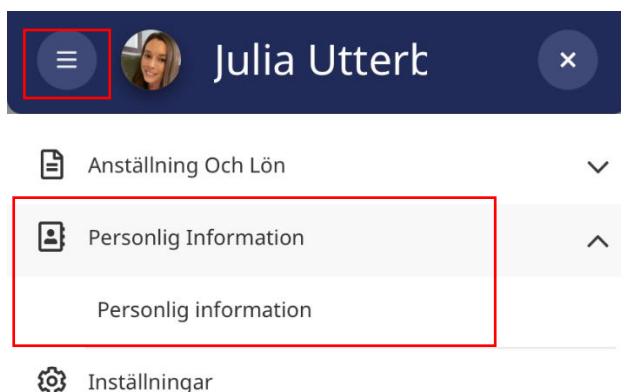 Julia Utterb
Anställning Och Lön
Personlig Information
Personlig information
Inställningar